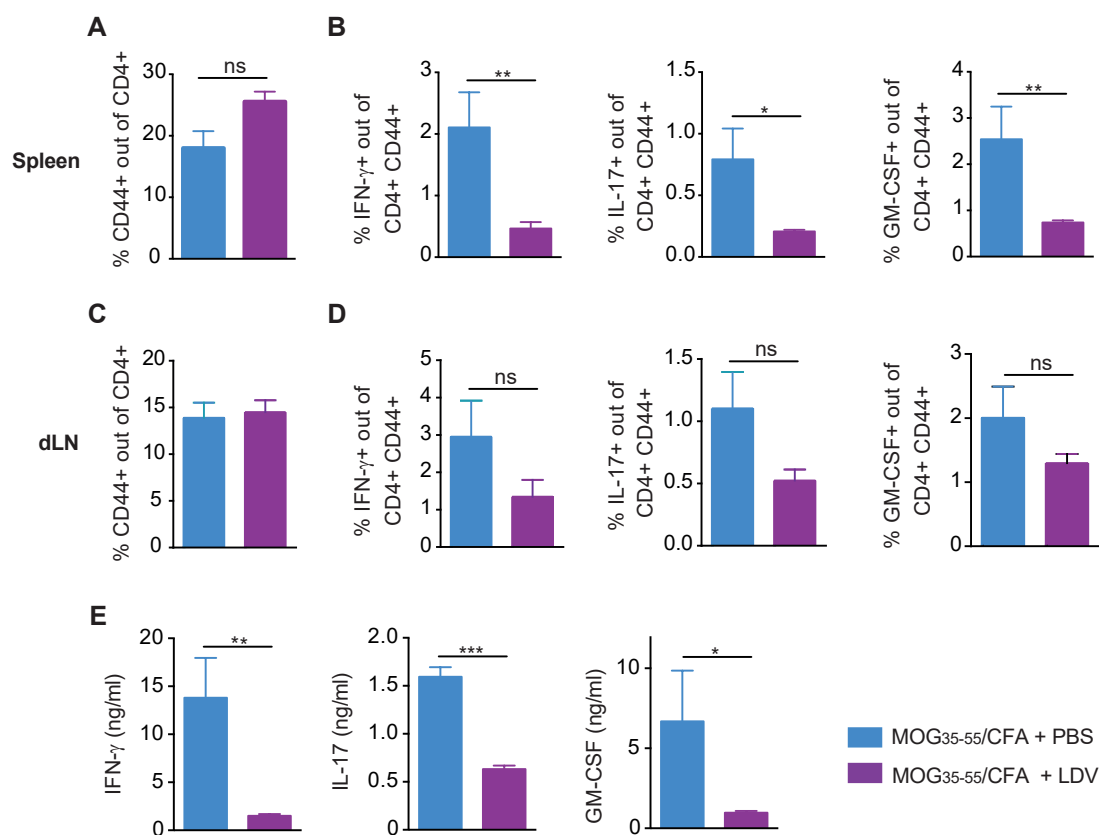 A
B
Spleen
% CD44+ out of CD4+
30
20
10
0
ns
% IFN-γ+ out of
CD4+ CD44+
3
2
1
0
**
% IL-17+ out of
CD4+ CD44+
1.5
1.0
0.5
0.0
*
% GM-CSF+ out of
CD4+ CD44+
4
3
2
1
0
**
C
D
dLN
% CD44+ out of CD4+
20
15
10
5
0
% IFN-γ+ out of
CD4+ CD44+
5
4
3
2
1
0
ns
% IL-17+ out of
CD4+ CD44+
1.5
1.0
0.5
0.0
ns
% GM-CSF+ out of
CD4+ CD44+
3
2
1
0
ns
E
IFN-γ (ng/ml)
20
15
10
5
0
**
IL-17 (ng/ml)
2.0
1.5
1.0
0.5
0.0
***
GM-CSF (ng/ml)
10
5
0
*
MOG35-55/CFA + PBS
MOG35-55/CFA + LDV